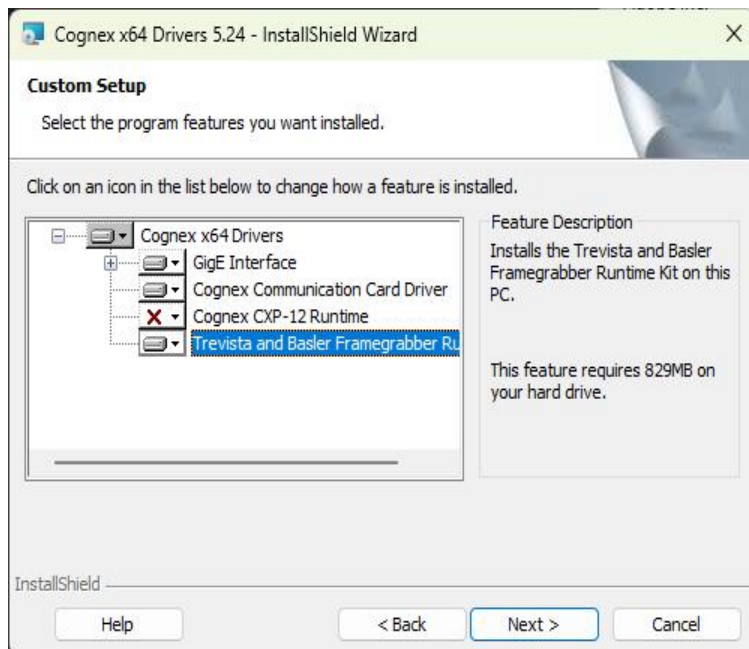 Cognex x64 Drivers 5.24 - InstallShield Wizard
Custom Setup
Select the program features you want installed.
Click on an icon in the list below to change how a feature is installed.
Cognex x64 Drivers
GigE Interface
Cognex Communication Card Driver
Cognex CXP-12 Runtime
Trevista and Basler Framegrabber Ru
Feature Description
Installs the Trevista and Basler
Framegrabber Runtime Kit on this
PC.
This feature requires 829MB on
your hard drive.
InstallShield
Help
< Back
Next >
Cancel